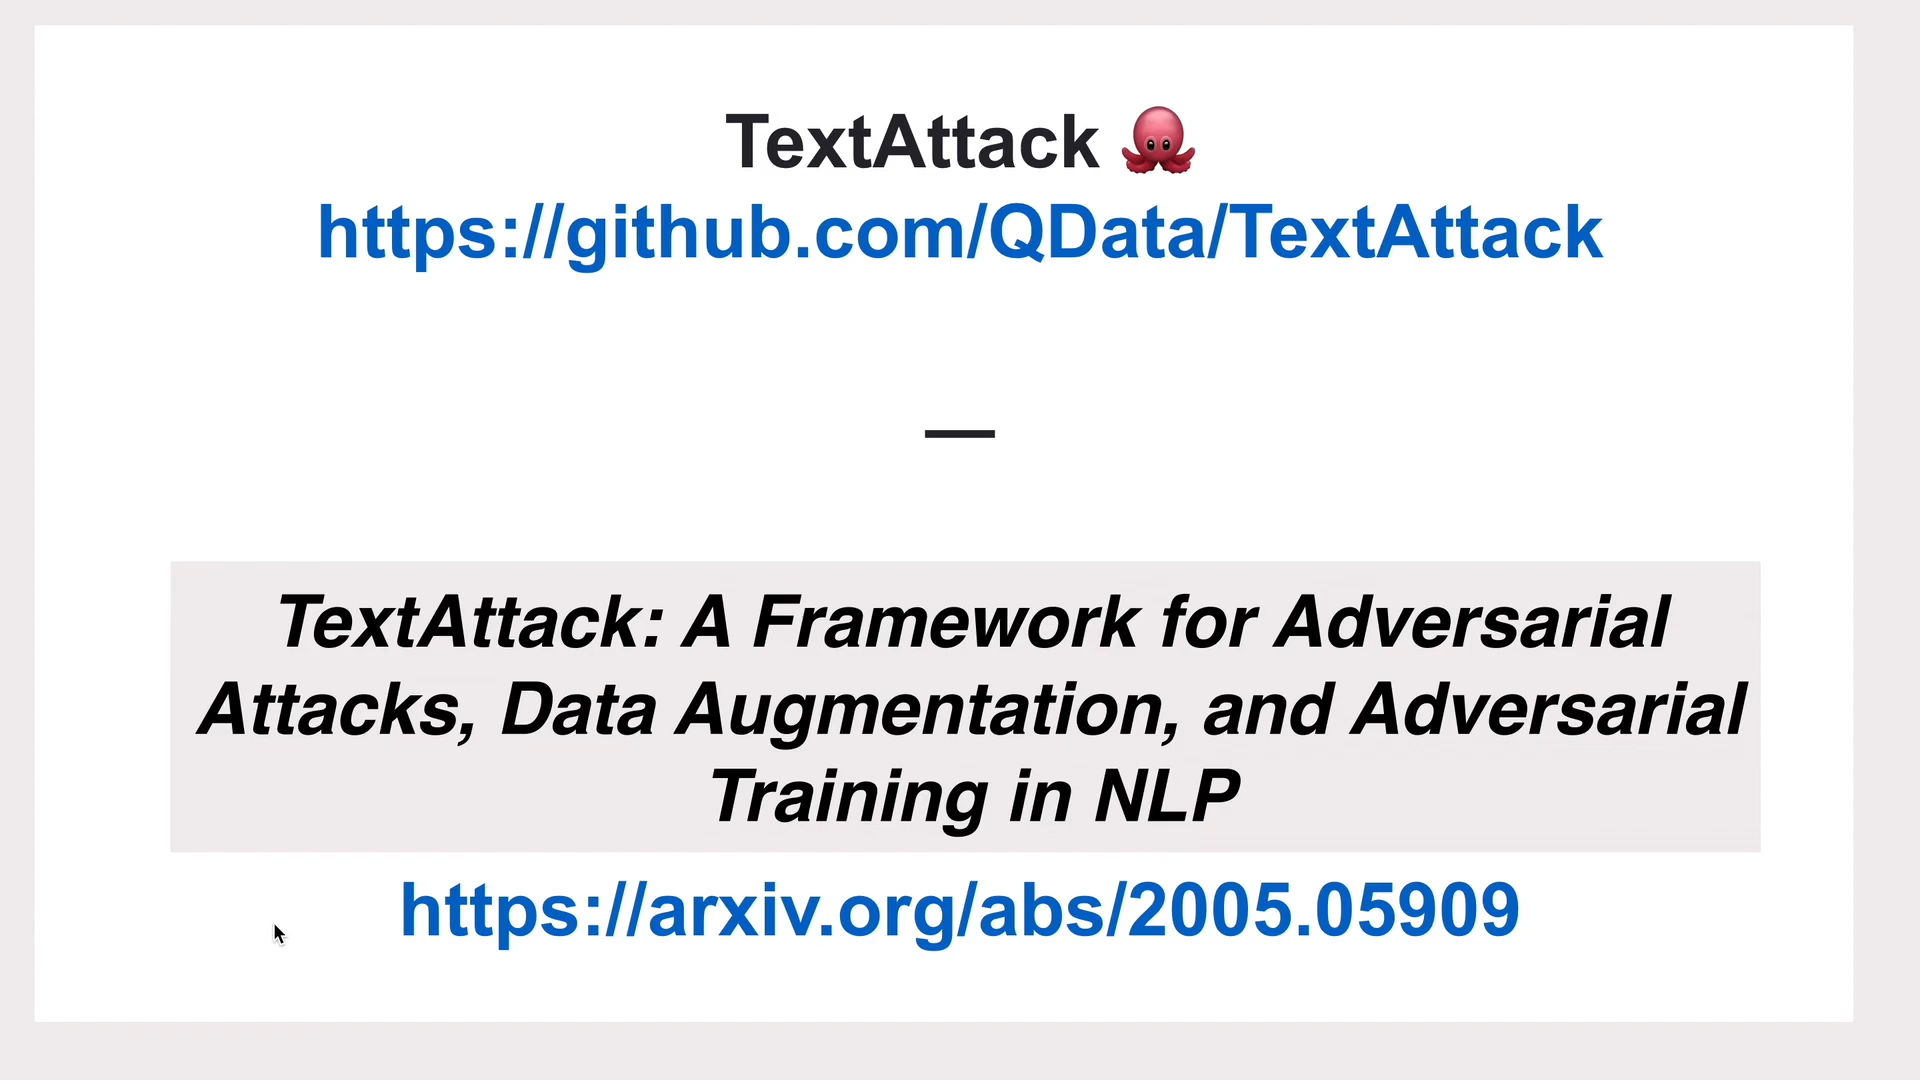 TextAttack 🐙
https://github.com/QData/TextAttack
—
TextAttack: A Framework for Adversarial
Attacks, Data Augmentation, and Adversarial
Training in NLP
https://arxiv.org/abs/2005.05909